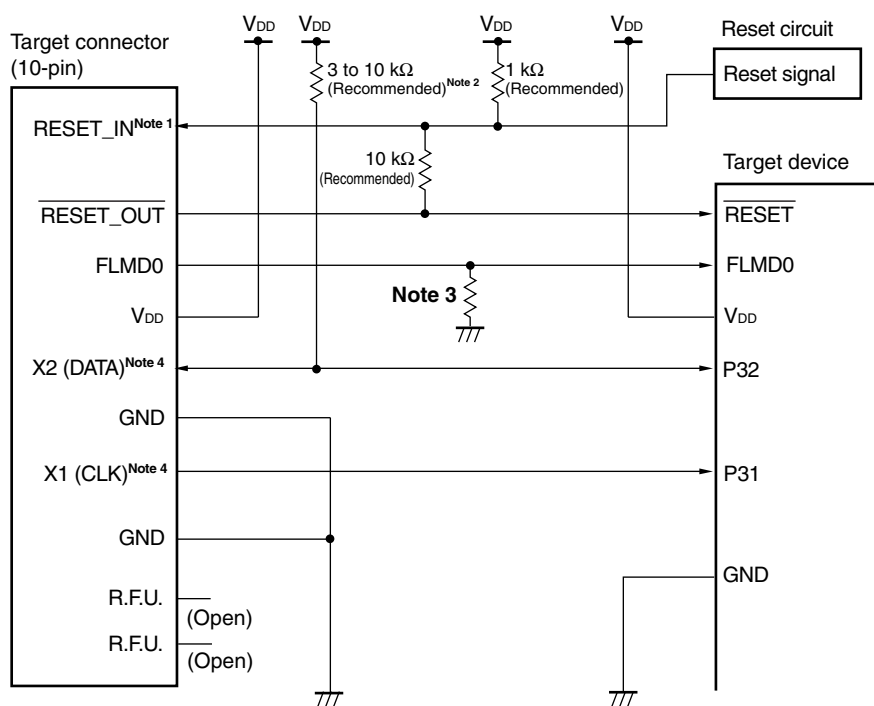 VDD
VDD
VDD
VDD
Reset circuit
Reset signal
Target connector
(10-pin)
3 to 10 kΩ
(Recommended)Note 2
1 kΩ
(Recommended)
RESET_INNote 1
10 kΩ
(Recommended)
Target device
RESET_OUT
RESET
FLMD0
FLMD0
Note 3
VDD
VDD
X2 (DATA)Note 4
P32
GND
X1 (CLK)Note 4
P31
GND
GND
R.F.U.
(Open)
R.F.U.
(Open)